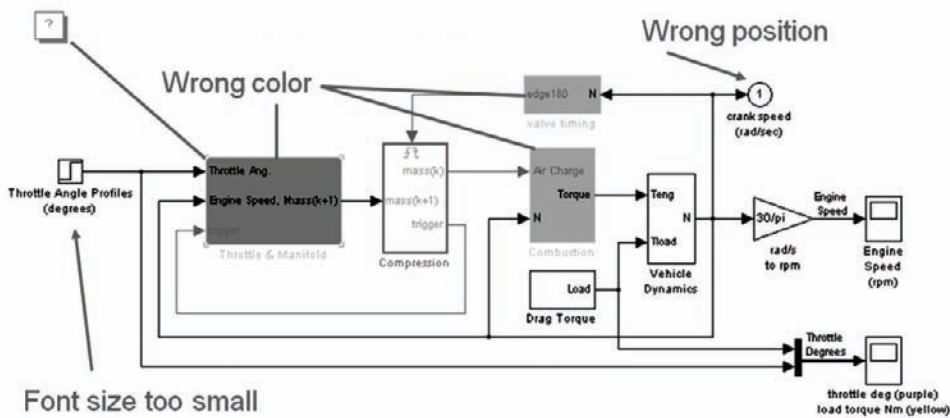 ?
Wrong position
Wrong color
edge180 N
valve timing
1
crank speed
(rad/sec)
Throttle Angle Profiles
(degrees)
Throttle Ang.
Engine Speed, N
mass(k+1)
trigger
Throttle & Manifold
mass(k)
mass(k+1)
trigger
Compression
Air Charge
Torque
N
Combustion
Teng
N
Tload
Vehicle
Dynamics
Load
Drag Torque
30/pi
rad/s
to rpm
Engine
Speed
Engine
Speed
(rpm)
Throttle
Degrees
throttle deg (purple)
load torque Nm (yellow)
Font size too small